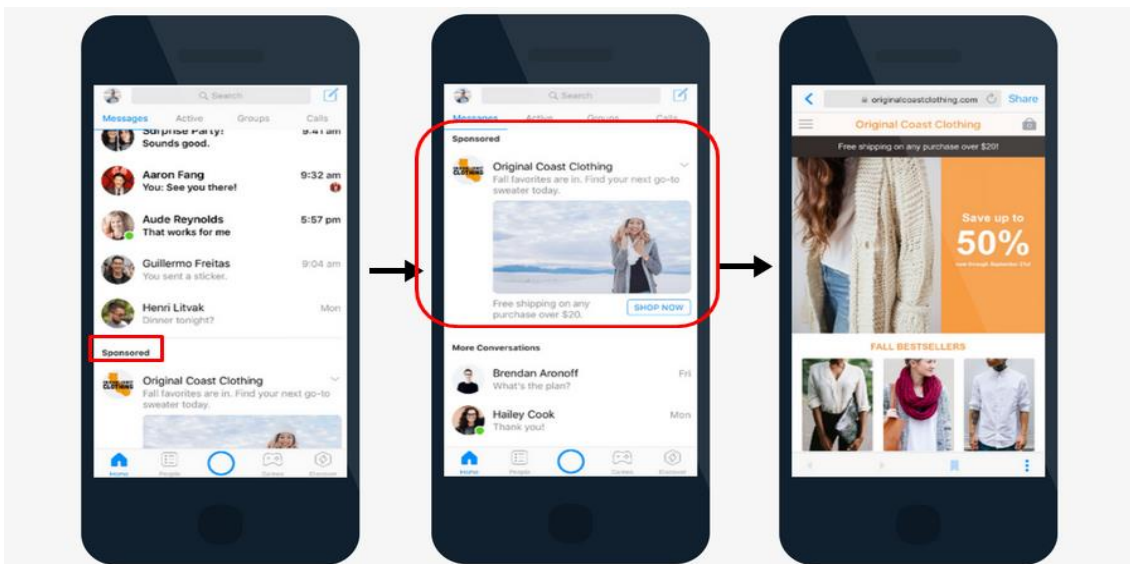 Search
Messages Active Groups Calls
Surprise Party! 9:41 am
Sounds good.
Aaron Fang 9:32 am
You: See you there!
Aude Reynolds 5:57 pm
That works for me
Guillermo Freitas 9:04 am
You sent a sticker.
Henri Litvak Mon
Dinner tonight?
Sponsored
Original Coast Clothing
Fall favorites are in. Find your next go-to
sweater today.
Home People Games Discover
Search
Messages Active Groups Calls
Sponsored
Original Coast Clothing
Fall favorites are in. Find your next go-to
sweater today.
Free shipping on any
purchase over $20.
SHOP NOW
More Conversations
Brendan Aronoff Fri
What's the plan?
Hailey Cook Mon
Thank you!
Home People Games Discover
originalcoastclothing.com Share
Original Coast Clothing
Free shipping on any purchase over $20!
Save up to
50%
now through September 31st
FALL BESTSELLERS